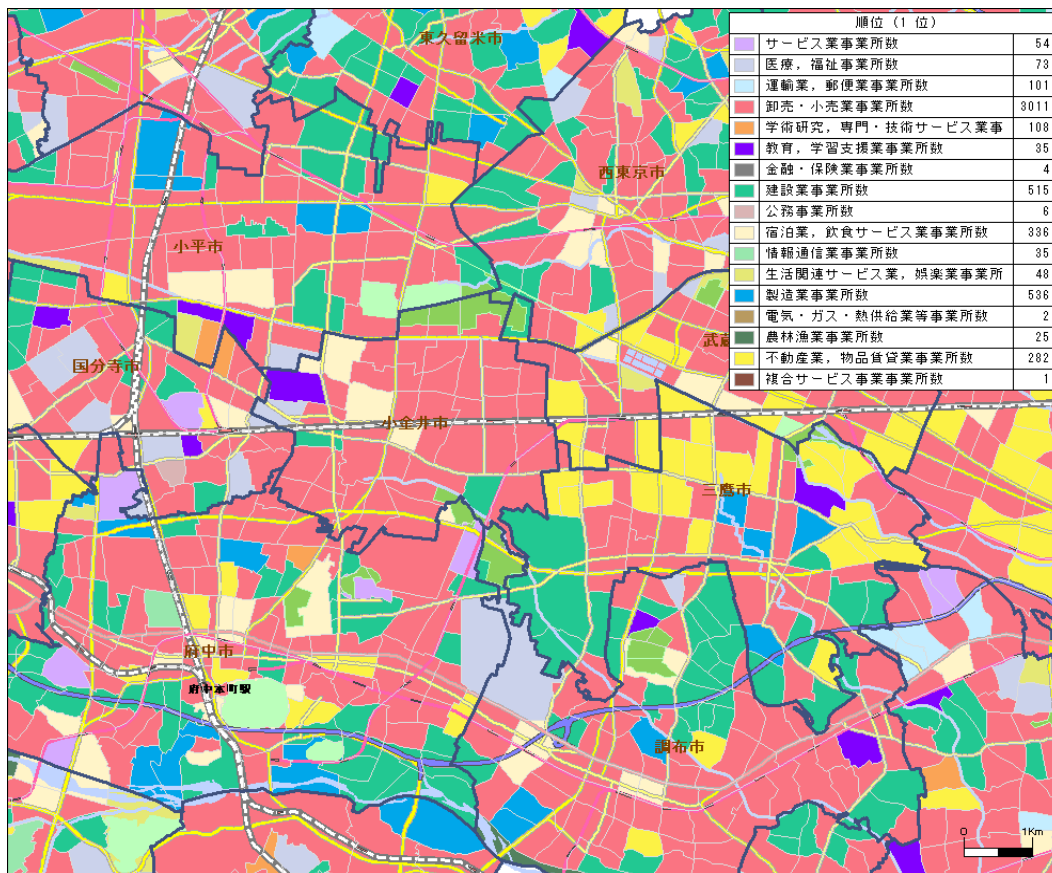 順位（1 位）
サービス業事業所数 54
医療，福祉事業所数 73
運輸業，郵便業事業所数 101
卸売・小売業事業所数 3011
学術研究，専門・技術サービス業事 108
教育，学習支援業事業所数 35
金融・保険業事業所数 4
建設業事業所数 515
公務事業所数 6
宿泊業，飲食サービス業事業所数 336
情報通信業事業所数 35
生活関連サービス業，娯楽業事業所 48
製造業事業所数 536
電気・ガス・熱供給業等事業所数 2
農林漁業事業所数 25
不動産業，物品賃貸業事業所数 282
複合サービス事業事業所数 1
東久留米市
西東京市
小平市
武蔵
国分寺市
小金井市
三鷹市
府中市
府中本町駅
調布市
0 1Km